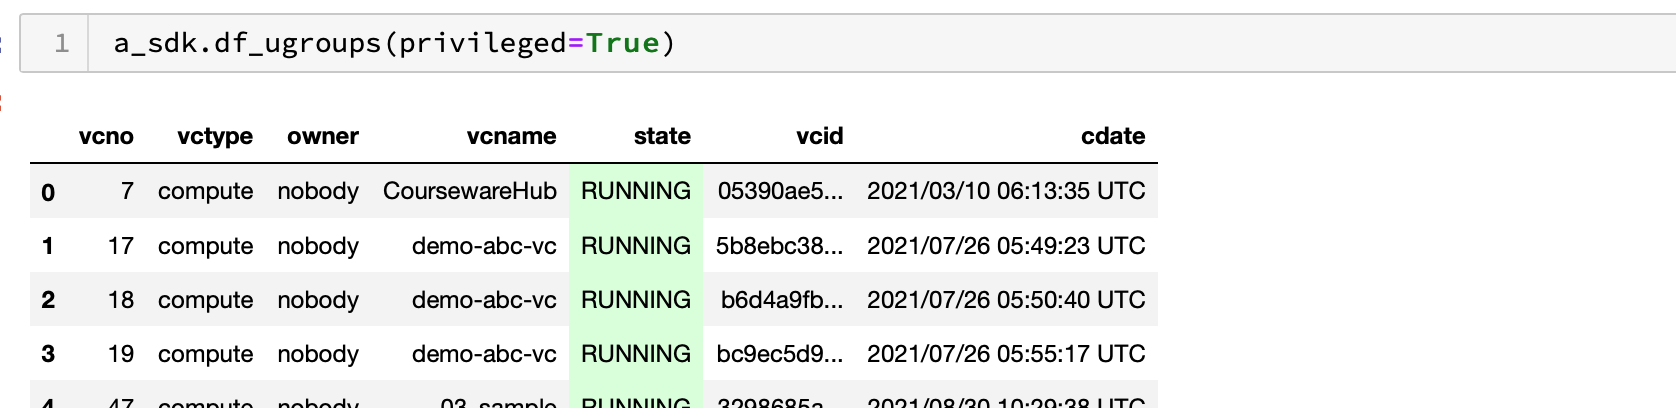 1 a_sdk.df_ugroups(privileged=True)
vcno vctype owner vcname state vcid cdate
0 7 compute nobody CoursewareHub RUNNING 05390ae5... 2021/03/10 06:13:35 UTC
1 17 compute nobody demo-abc-vc RUNNING 5b8ebc38... 2021/07/26 05:49:23 UTC
2 18 compute nobody demo-abc-vc RUNNING b6d4a9fb... 2021/07/26 05:50:40 UTC
3 19 compute nobody demo-abc-vc RUNNING bc9ec5d9... 2021/07/26 05:55:17 UTC
4 47 compute nobody 03_sample RUNNING 3298685a... 2021/08/30 10:29:38 UTC